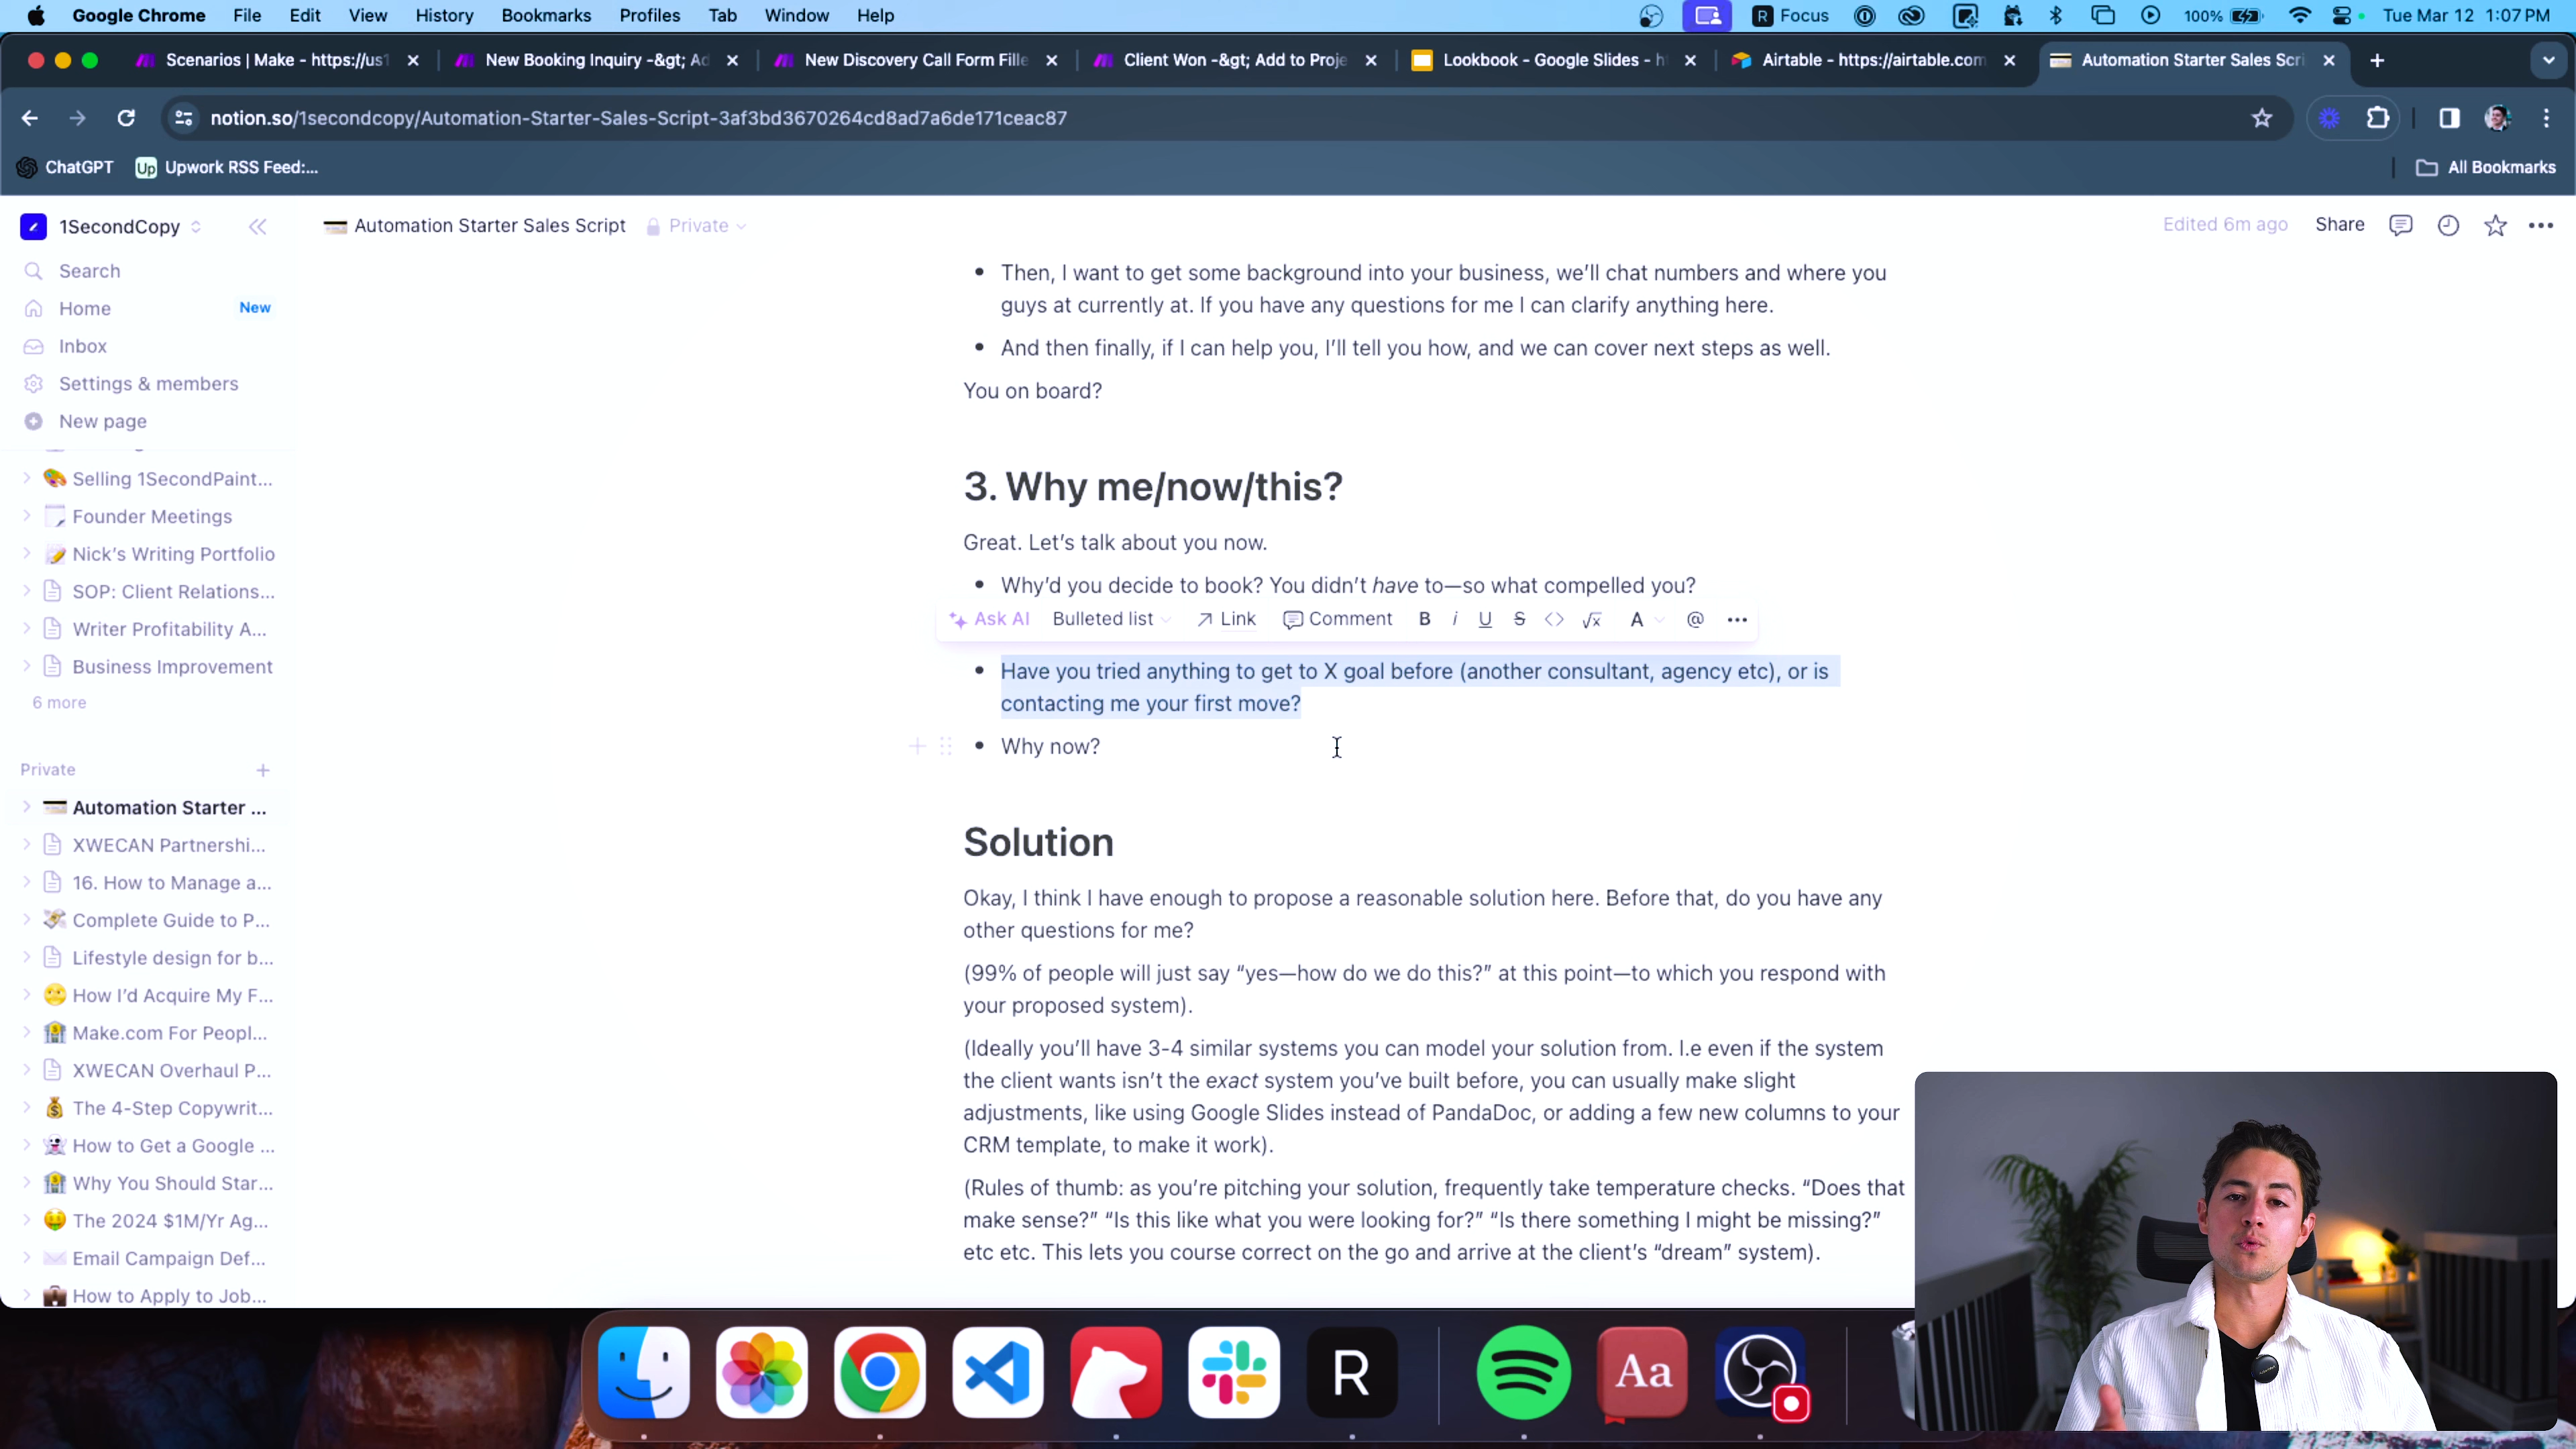 Google Chrome File Edit View History Bookmarks Profiles Tab Window Help
R Focus 100% Tue Mar 12 1:07 PM
Scenarios | Make - https://us1
New Booking Inquiry -&gt; Ad
New Discovery Call Form Fille
Client Won -&gt; Add to Proje
Lookbook - Google Slides - h
Airtable - https://airtable.com
Automation Starter Sales Scri
notion.so/1secondcopy/Automation-Starter-Sales-Script-3af3bd3670264cd8ad7a6de171ceac87
ChatGPT Up Upwork RSS Feed:... All Bookmarks
1SecondCopy
Search
Home New
Inbox
Settings & members
New page
Selling 1SecondPaint...
Founder Meetings
Nick's Writing Portfolio
SOP: Client Relations...
Writer Profitability A...
Business Improvement
6 more
Private
Automation Starter ...
XWECAN Partnershi...
16. How to Manage a...
Complete Guide to P...
Lifestyle design for b...
How I'd Acquire My F...
Make.com For Peopl...
XWECAN Overhaul P...
The 4-Step Copywrit...
How to Get a Google ...
Why You Should Star...
The 2024 $1M/Yr Ag...
Email Campaign Def...
How to Apply to Job...
Automation Starter Sales Script Private
Edited 6m ago Share
• Then, I want to get some background into your business, we'll chat numbers and where you
guys at currently at. If you have any questions for me I can clarify anything here.
• And then finally, if I can help you, I'll tell you how, and we can cover next steps as well.
You on board?
3. Why me/now/this?
Great. Let's talk about you now.
• Why'd you decide to book? You didn't have to—so what compelled you?
Ask AI Bulleted list Link Comment B i U S <> √x A @ •••
• Have you tried anything to get to X goal before (another consultant, agency etc), or is
contacting me your first move?
• Why now?
Solution
Okay, I think I have enough to propose a reasonable solution here. Before that, do you have any
other questions for me?
(99% of people will just say “yes—how do we do this?” at this point—to which you respond with
your proposed system).
(Ideally you'll have 3-4 similar systems you can model your solution from. I.e even if the system
the client wants isn't the exact system you've built before, you can usually make slight
adjustments, like using Google Slides instead of PandaDoc, or adding a few new columns to your
CRM template, to make it work).
(Rules of thumb: as you're pitching your solution, frequently take temperature checks. “Does that
make sense?” “Is this like what you were looking for?” “Is there something I might be missing?”
etc etc. This lets you course correct on the go and arrive at the client's “dream” system).
R Aa